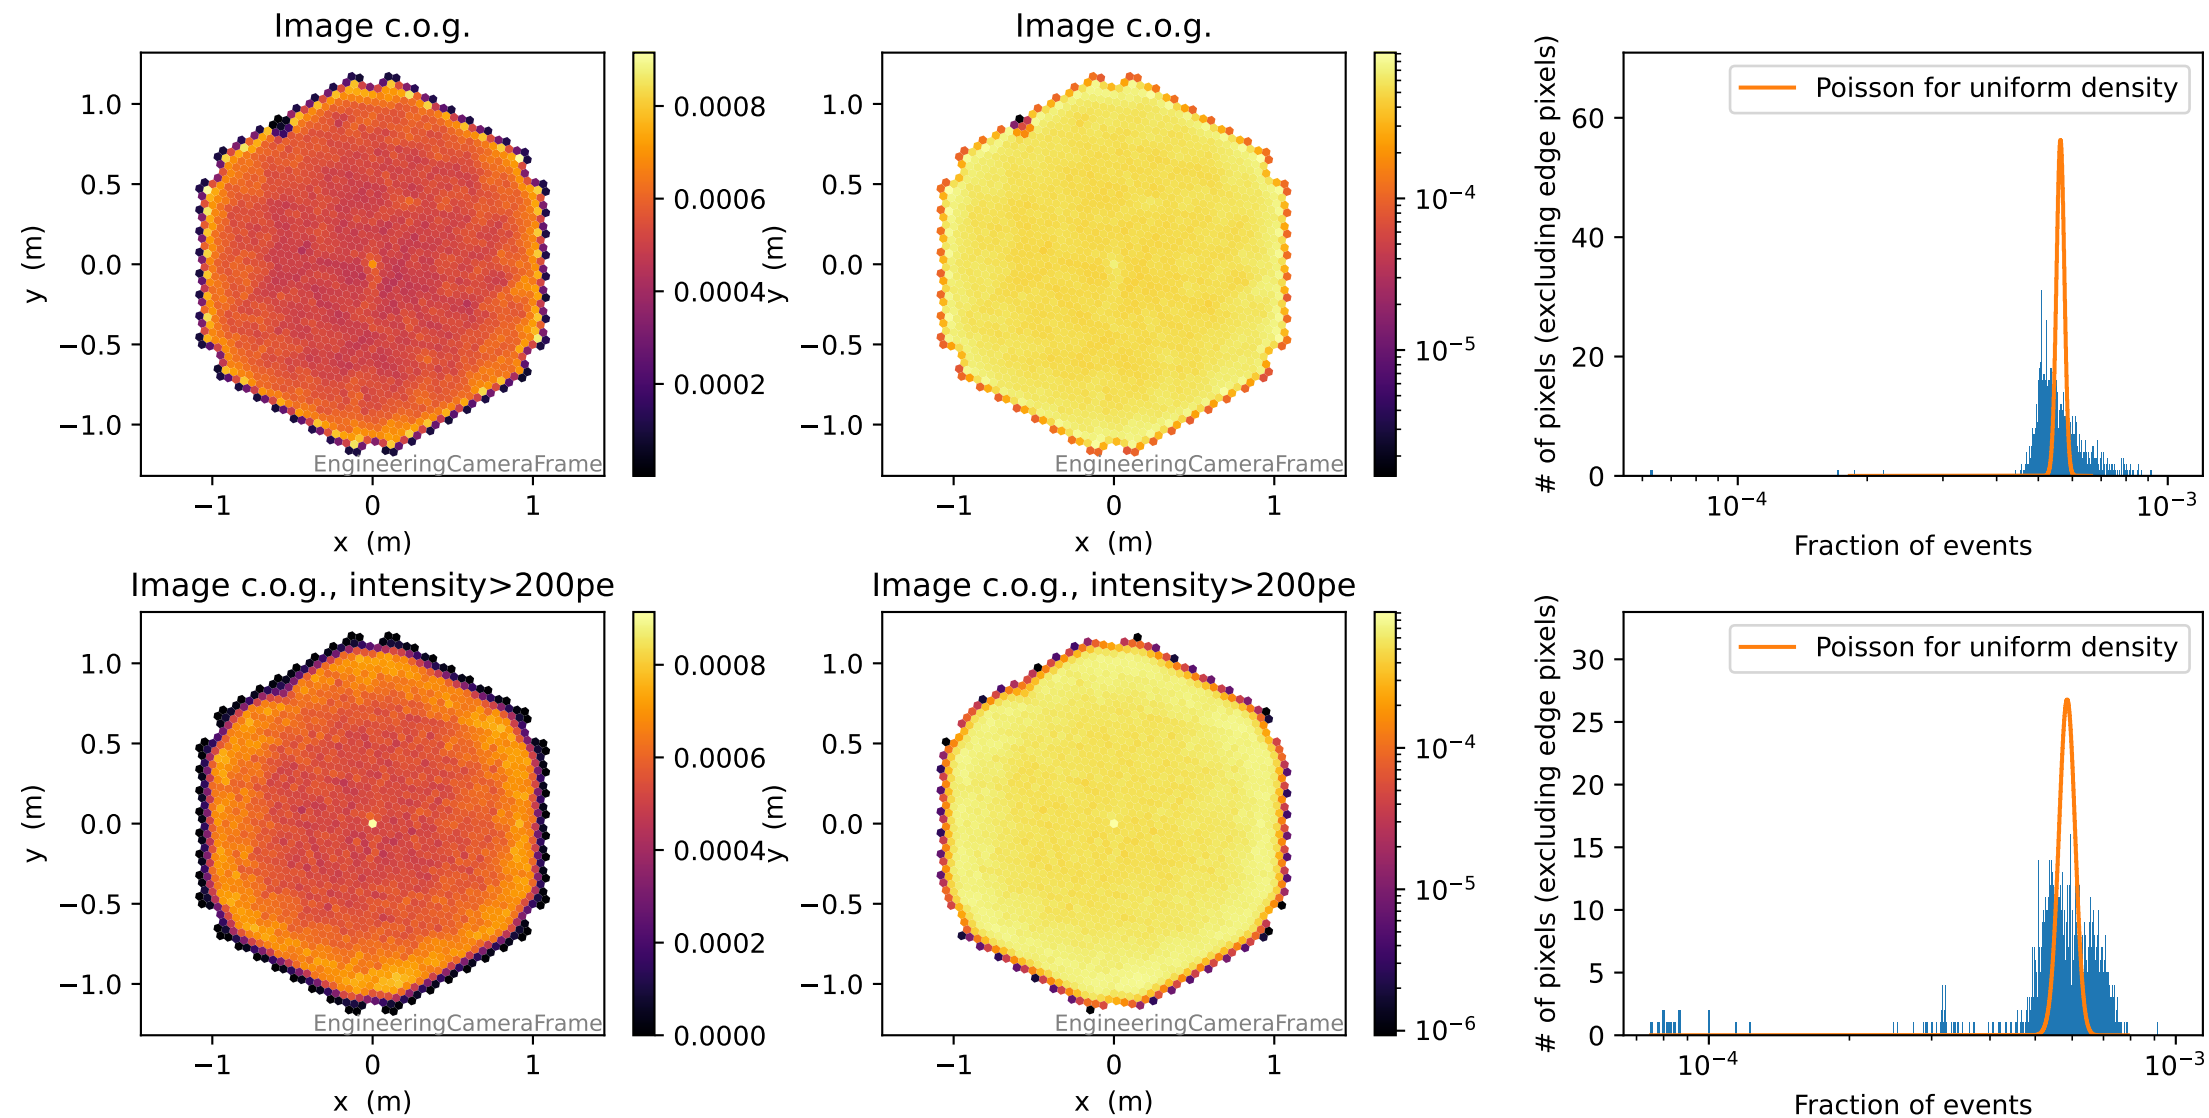 Image c.o.g.
1.0
0.5
0.0
−0.5
−1.0
y (m)
−1
0
1
x (m)
EngineeringCameraFrame
0.0008
0.0006
0.0004
0.0002
Image c.o.g.
1.0
0.5
0.0
−0.5
−1.0
y (m)
−1
0
1
x (m)
EngineeringCameraFrame
10⁻⁴
10⁻⁵
Poisson for uniform density
60
40
20
0
# of pixels (excluding edge pixels)
10⁻⁴
10⁻³
Fraction of events
Image c.o.g., intensity>200pe
1.0
0.5
0.0
−0.5
−1.0
y (m)
−1
0
1
x (m)
EngineeringCameraFrame
0.0008
0.0006
0.0004
0.0002
0.0000
Image c.o.g., intensity>200pe
1.0
0.5
0.0
−0.5
−1.0
y (m)
−1
0
1
x (m)
EngineeringCameraFrame
10⁻⁴
10⁻⁵
10⁻⁶
Poisson for uniform density
30
25
20
15
10
5
0
# of pixels (excluding edge pixels)
10⁻⁴
10⁻³
Fraction of events